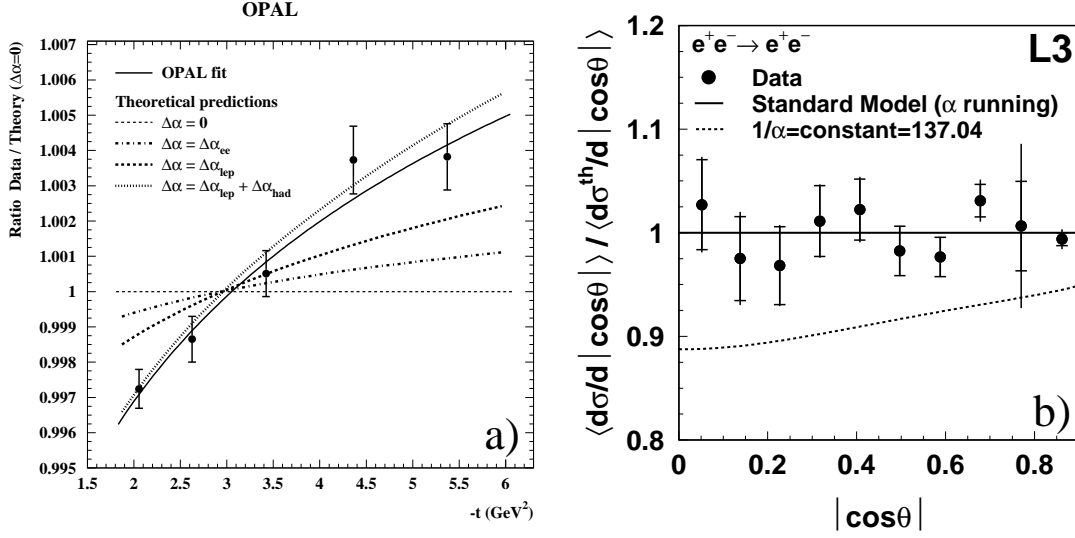 OPAL
Ratio Data / Theory (Δα=0)
1.007
1.006
1.005
1.004
1.003
1.002
1.001
1
0.999
0.998
0.997
0.996
0.995
OPAL fit
Theoretical predictions
Δα = 0
Δα = Δα_ee
Δα = Δα_lep
Δα = Δα_lep + Δα_had
a)
1.5 2 2.5 3 3.5 4 4.5 5 5.5 6
-t (GeV²)
⟨dσ/d|cosθ|⟩ / ⟨dσᵗʰ/d|cosθ|⟩
1.2
1.1
1
0.9
0.8
e⁺e⁻→ e⁺e⁻
L3
Data
Standard Model (α running)
1/α=constant=137.04
b)
0 0.2 0.4 0.6 0.8
|cosθ|